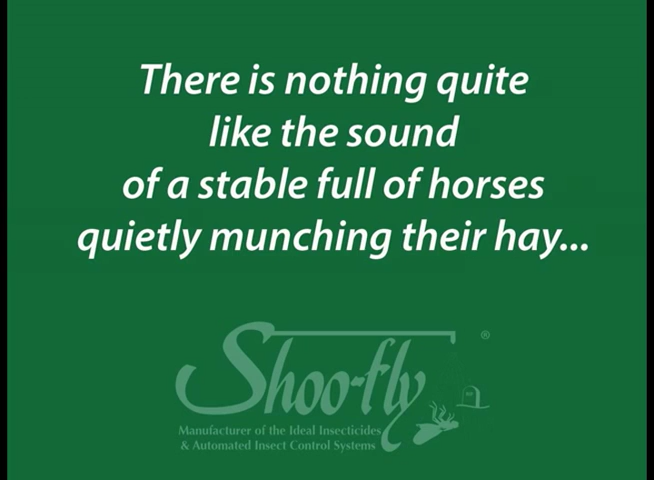 There is nothing quite
like the sound
of a stable full of horses
quietly munching their hay...
Shoo-fly ®
Manufacturer of the Ideal Insecticides
& Automated Insect Control Systems